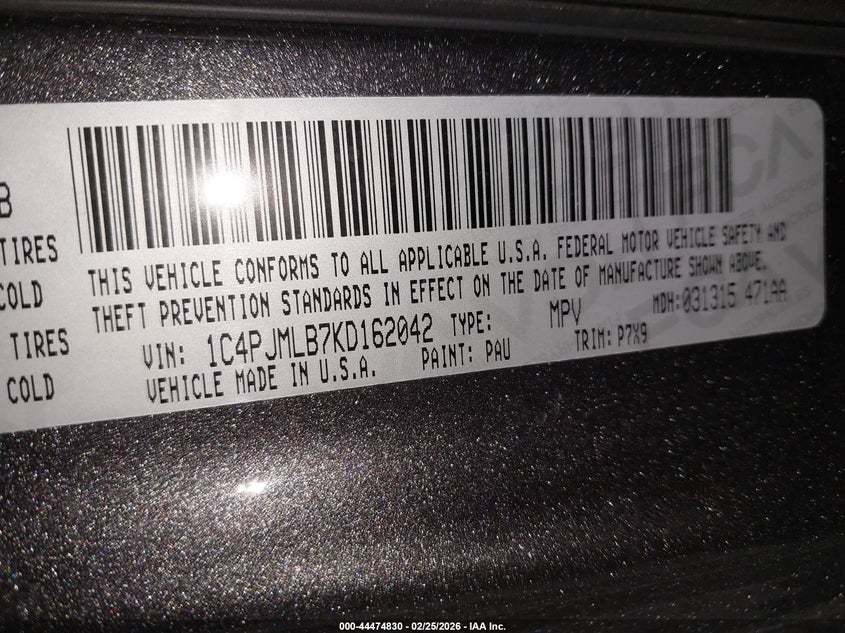 B
TIRES
COLD
TIRES
COLD
THIS VEHICLE CONFORMS TO ALL APPLICABLE U.S.A. FEDERAL MOTOR VEHICLE SAFETY AND
THEFT PREVENTION STANDARDS IN EFFECT ON THE DATE OF MANUFACTURE SHOWN ABOVE.
VIN: 1C4PJMLB7KD162042 TYPE: MPV MDH:031315 471AA
VEHICLE MADE IN U.S.A. PAINT: PAU TRIM: P7X9
000-44474830 - 02/25/2026 - IAA Inc.